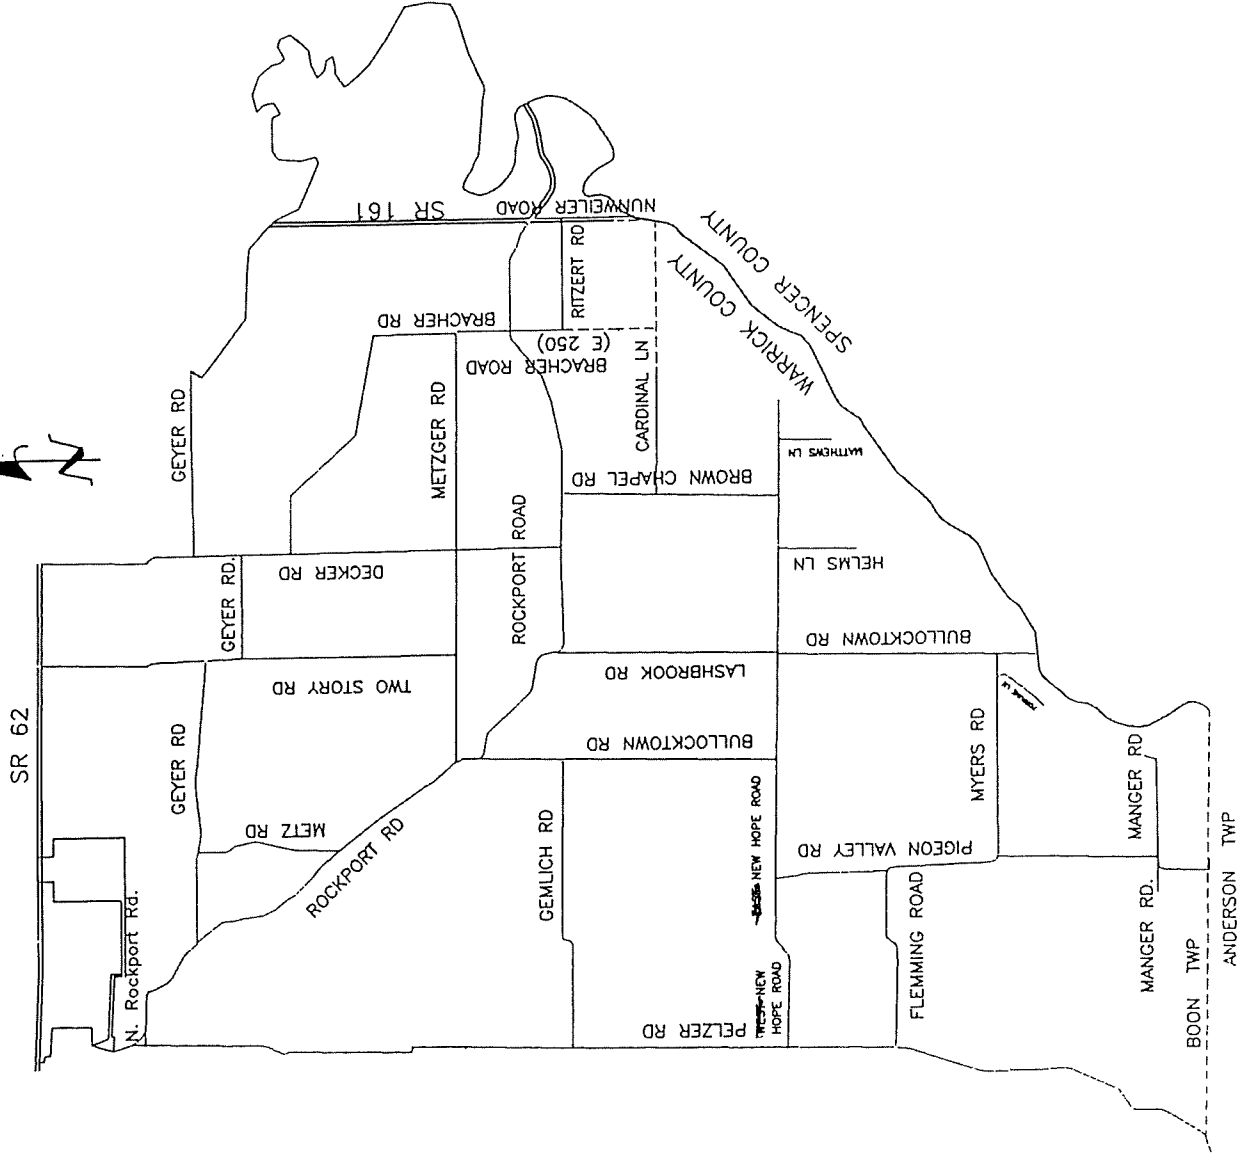 SR 161
NUNWEILER ROAD
SPENCER COUNTY
WARRICK COUNTY
RITZERT RD
BRACHER RD
(E 250)
BRACHER ROAD
CARDINAL LN
GEYER RD
METZGER RD
MATTHEWS LN
BROWN CHAPEL RD
ROCKPORT ROAD
HELMS LN
DECKER RD
GEYER RD.
BULLOCKTOWN RD
LASHBROOK RD
TWO STORY RD
SR 62
GEYER RD
BULLOCKTOWN RD
MYERS RD
MANGER RD
NEW HOPE ROAD
METZ RD
ROCKPORT RD
GEMLICH RD
PIGEON VALLEY RD
FLEMMING ROAD
MANGER RD.
ANDERSON TWP
BOON TWP
N. Rockport Rd.
PELZER RD
NEW
HOPE ROAD
N